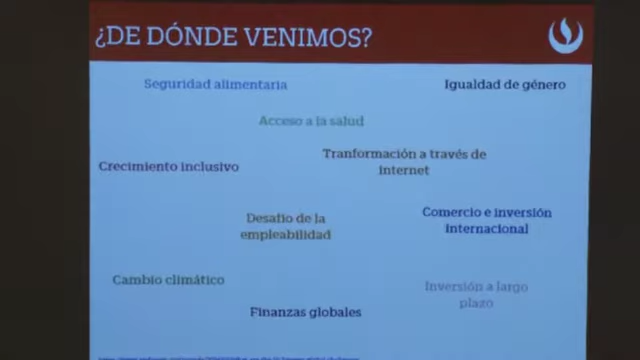 ¿DE DÓNDE VENIMOS?
Seguridad alimentaria
Igualdad de género
Acceso a la salud
Tranformación a través de
internet
Crecimiento inclusivo
Desafío de la
empleabilidad
Comercio e inversión
internacional
Cambio climático
Inversión a largo
plazo
Finanzas globales